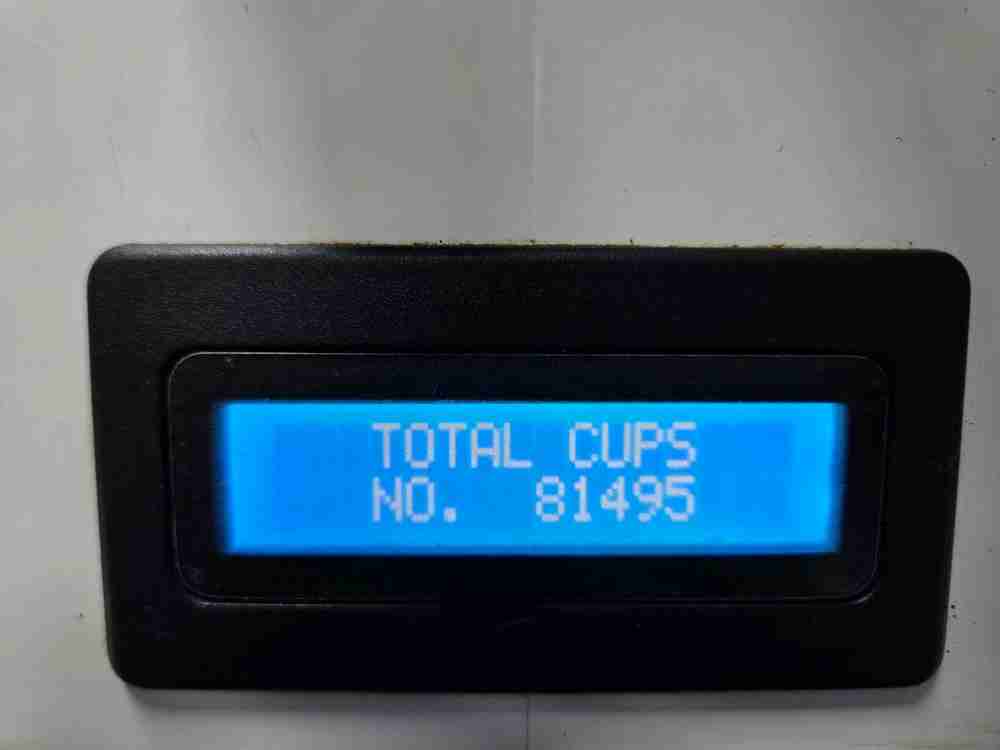 TOTAL CUPS
NO. 81495